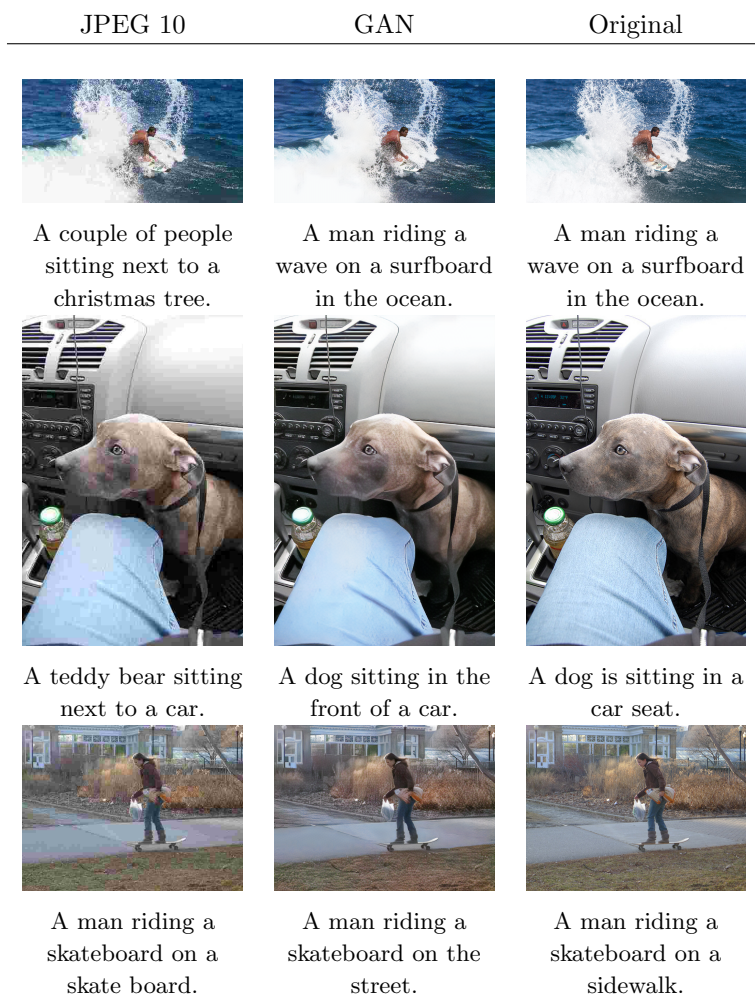 JPEG 10 GAN Original
A couple of people A man riding a A man riding a
sitting next to a wave on a surfboard wave on a surfboard
christmas tree. in the ocean. in the ocean.
A teddy bear sitting A dog sitting in the A dog is sitting in a
next to a car. front of a car. car seat.
A man riding a A man riding a A man riding a
skateboard on a skateboard on the skateboard on a
skate board. street. sidewalk.